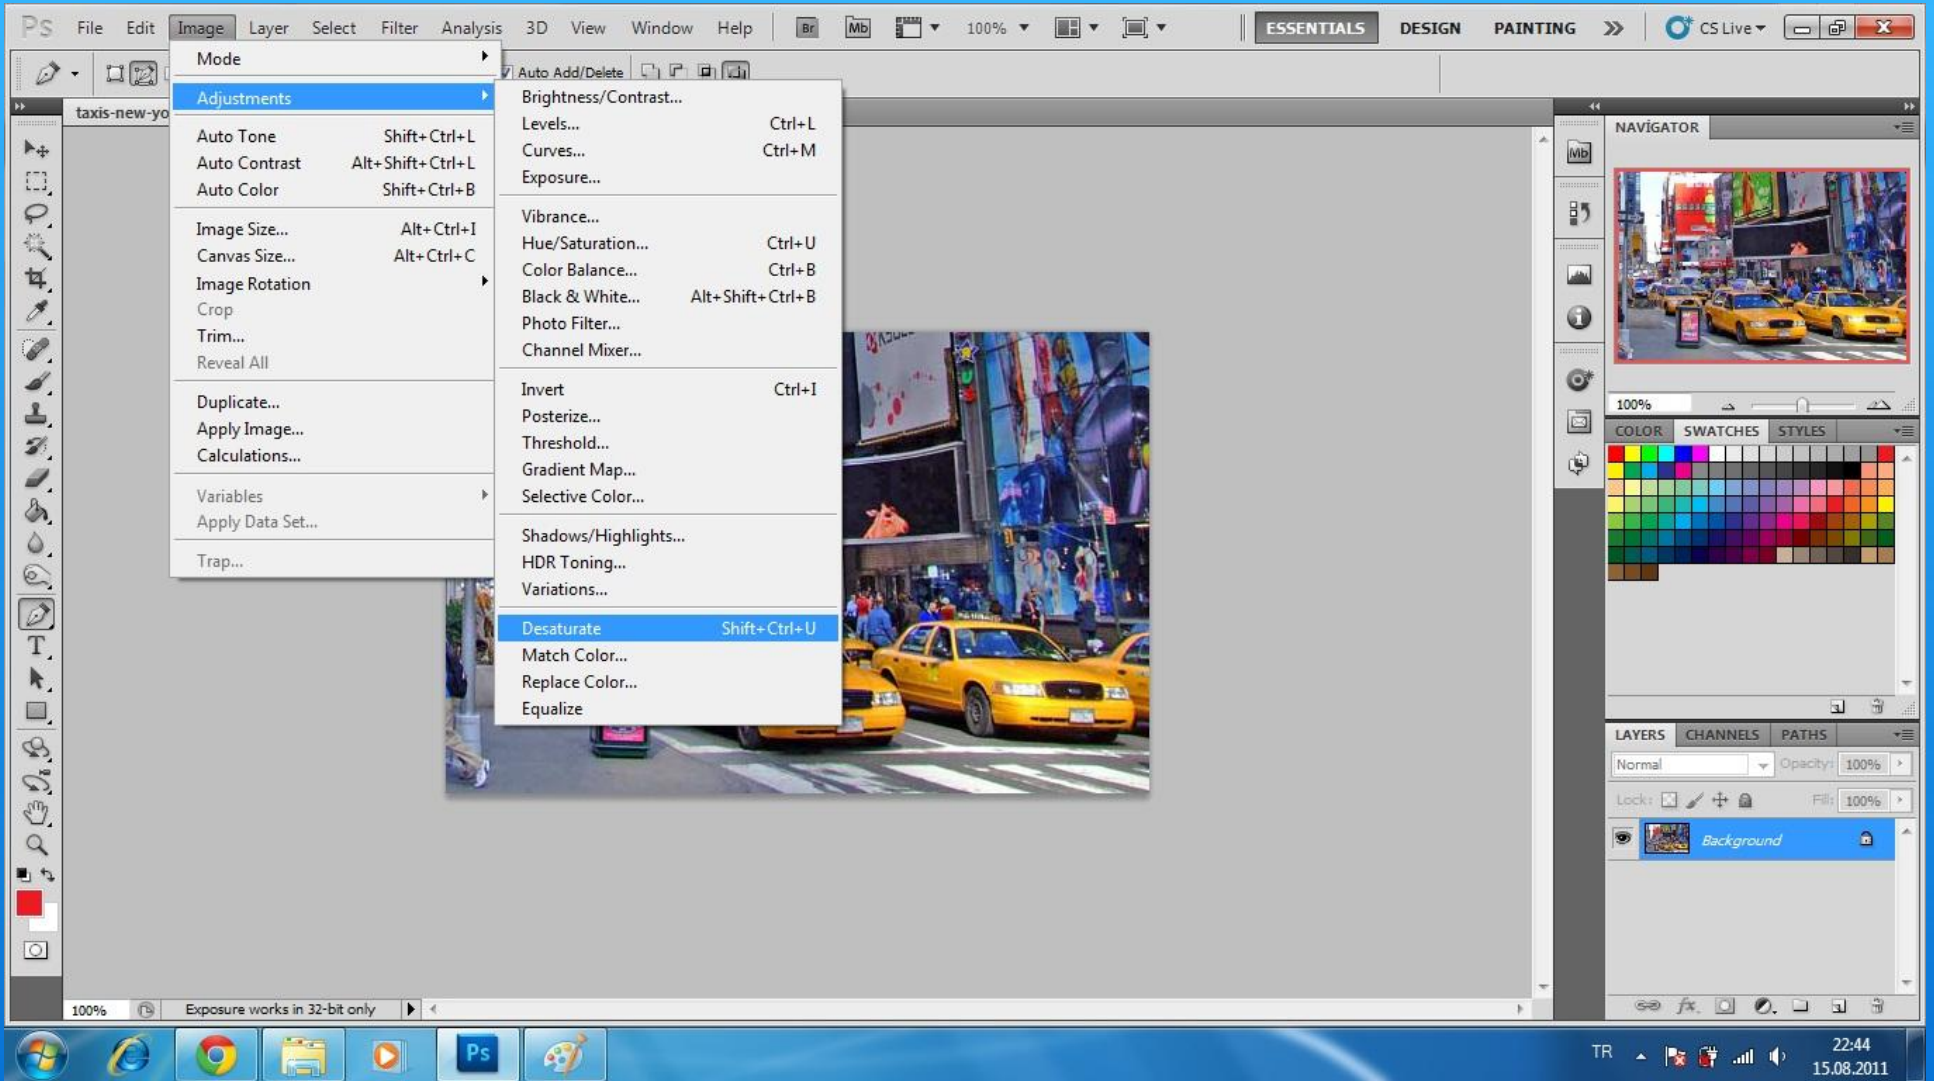 Ps File Edit Image Layer Select Filter Analysis 3D View Window Help Br Mb 100% ESSENTIALS DESIGN PAINTING CS Live
Auto Add/Delete
taxis-new-yo
Mode
Adjustments
Auto Tone Shift+Ctrl+L
Auto Contrast Alt+Shift+Ctrl+L
Auto Color Shift+Ctrl+B
Image Size... Alt+Ctrl+I
Canvas Size... Alt+Ctrl+C
Image Rotation
Crop
Trim...
Reveal All
Duplicate...
Apply Image...
Calculations...
Variables
Apply Data Set...
Trap...
Brightness/Contrast...
Levels... Ctrl+L
Curves... Ctrl+M
Exposure...
Vibrance...
Hue/Saturation... Ctrl+U
Color Balance... Ctrl+B
Black & White... Alt+Shift+Ctrl+B
Photo Filter...
Channel Mixer...
Invert Ctrl+I
Posterize...
Threshold...
Gradient Map...
Selective Color...
Shadows/Highlights...
HDR Toning...
Variations...
Desaturate Shift+Ctrl+U
Match Color...
Replace Color...
Equalize
Mb
NAVİGATOR
100%
COLOR SWATCHES STYLES
LAYERS CHANNELS PATHS
Normal Opacity: 100%
Lock: Fill: 100%
Background
T
fx.
100% Exposure works in 32-bit only
Ps
TR 22:44
15.08.2011